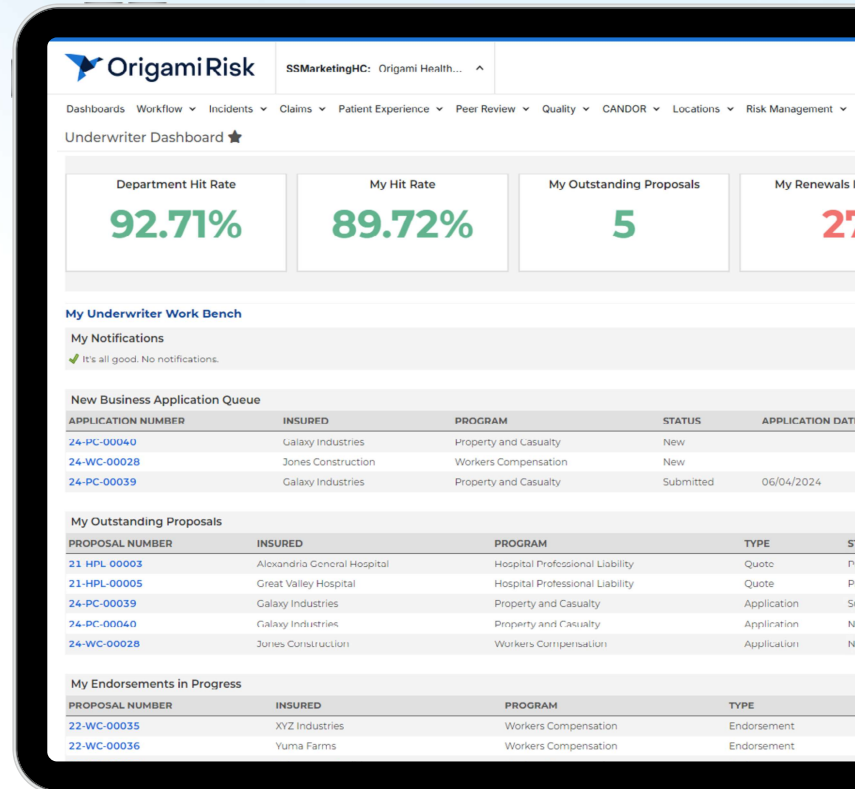 OrigamiRisk
SSMarketingHC: Origami Health...
Dashboards Workflow Incidents Claims Patient Experience Peer Review Quality CANDOR Locations Risk Management
Underwriter Dashboard
Department Hit Rate My Hit Rate My Outstanding Proposals My Renewals
92.71% 89.72% 5 27
My Underwriter Work Bench
My Notifications
It's all good. No notifications.
New Business Application Queue
APPLICATION NUMBER INSURED PROGRAM STATUS APPLICATION DATE
24-PC-00040 Galaxy Industries Property and Casualty New
24-WC-00028 Jones Construction Workers Compensation New
24-PC-00039 Galaxy Industries Property and Casualty Submitted 06/04/2024
My Outstanding Proposals
PROPOSAL NUMBER INSURED PROGRAM TYPE
21-HPL-00003 Alexandria General Hospital Hospital Professional Liability Quote
21-HPL-00005 Great Valley Hospital Hospital Professional Liability Quote
24-PC-00039 Galaxy Industries Property and Casualty Application
24-PC-00040 Galaxy Industries Property and Casualty Application
24-WC-00028 Jones Construction Workers Compensation Application
My Endorsements in Progress
PROPOSAL NUMBER INSURED PROGRAM TYPE
22-WC-00035 XYZ Industries Workers Compensation Endorsement
22-WC-00036 Yuma Farms Workers Compensation Endorsement